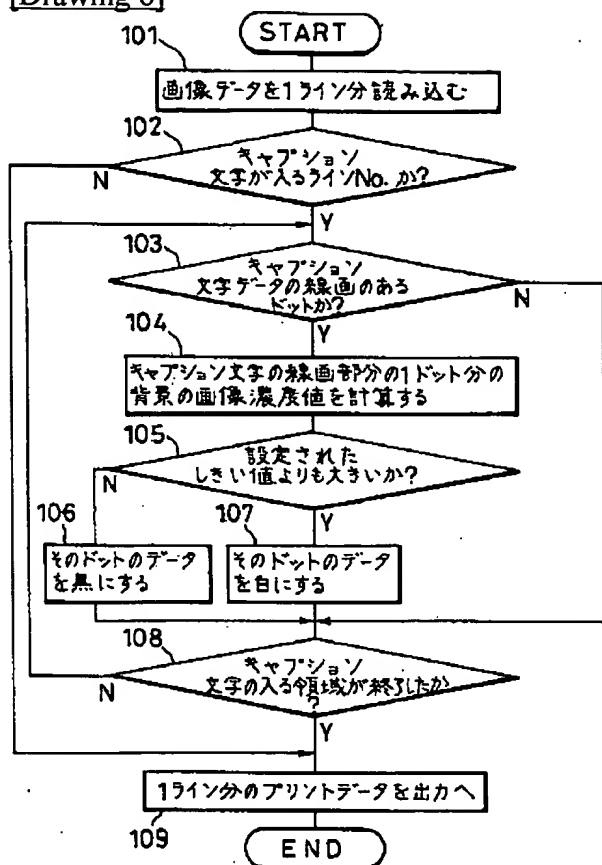 [Drawing 6]
START
101
画像データを1ライン分読み込む
102
キャプション
文字が入るラインNo.か?
N
Y
103
キャプション
文字データの線画のある
ドットか?
N
Y
104
キャプション文字の線画部分の1ドット分の
背景の画像濃度値を計算する
105
設定された
しきい値よりも大きいか?
N
Y
106
そのドットのデータ
を黒にする
107
そのドットのデータ
を白にする
108
キャプション
文字の入る領域が終了したか
?
N
Y
1ライン分のプリントデータを出力へ
109
END